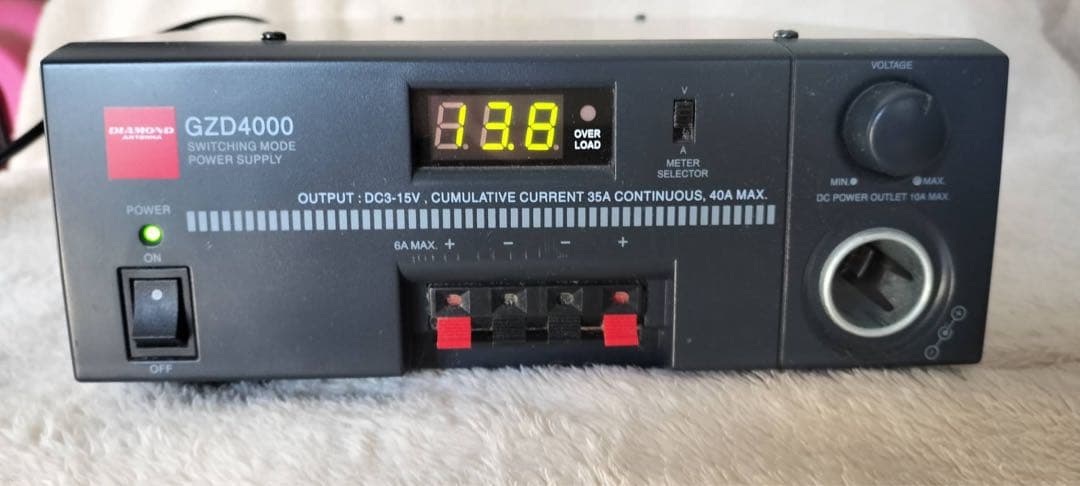 DIAMOND
ANTENNA
GZD4000
SWITCHING MODE
POWER SUPPLY
13.8
OVER
LOAD
V
A
METER
SELECTOR
VOLTAGE
MIN.
MAX.
DC POWER OUTLET 10A MAX.
OUTPUT : DC3-15V , CUMULATIVE CURRENT 35A CONTINUOUS, 40A MAX.
POWER
ON
OFF
6A MAX. + − − +